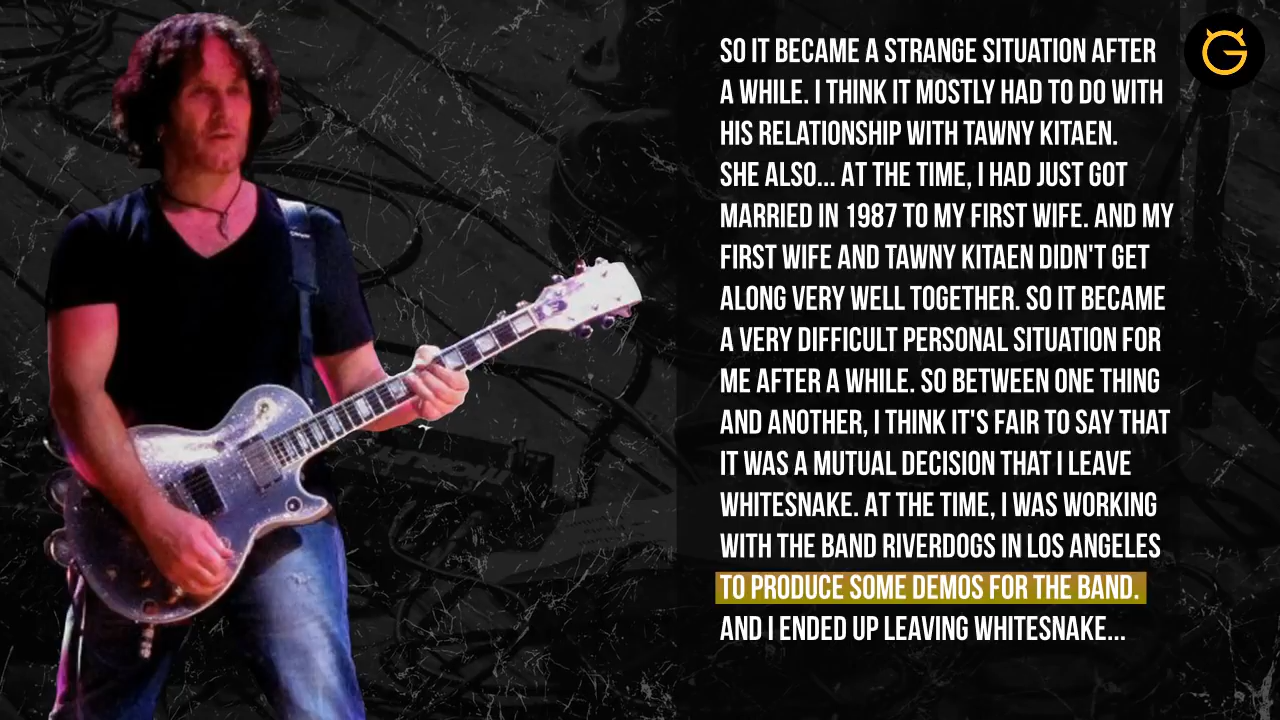 SO IT BECAME A STRANGE SITUATION AFTER
A WHILE. I THINK IT MOSTLY HAD TO DO WITH
HIS RELATIONSHIP WITH TAWNY KITAEN.
SHE ALSO... AT THE TIME, I HAD JUST GOT
MARRIED IN 1987 TO MY FIRST WIFE. AND MY
FIRST WIFE AND TAWNY KITAEN DIDN'T GET
ALONG VERY WELL TOGETHER. SO IT BECAME
A VERY DIFFICULT PERSONAL SITUATION FOR
ME AFTER A WHILE. SO BETWEEN ONE THING
AND ANOTHER, I THINK IT'S FAIR TO SAY THAT
IT WAS A MUTUAL DECISION THAT I LEAVE
WHITESNAKE. AT THE TIME, I WAS WORKING
WITH THE BAND RIVERDOGS IN LOS ANGELES
TO PRODUCE SOME DEMOS FOR THE BAND.
AND I ENDED UP LEAVING WHITESNAKE...